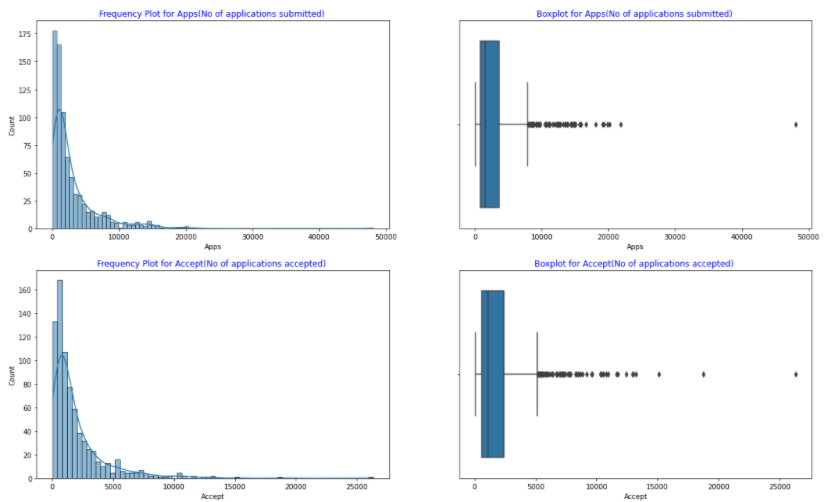 Frequency Plot for Apps(No of applications submitted)
Boxplot for Apps(No of applications submitted)
175
150
125
100
75
50
25
0
Count
0 10000 20000 30000 40000 50000
Apps
0 10000 20000 30000 40000 50000
Apps
Frequency Plot for Accept(No of applications accepted)
Boxplot for Accept(No of applications accepted)
160
140
120
100
80
60
40
20
0
Count
0 5000 10000 15000 20000 25000
Accept
0 5000 10000 15000 20000 25000
Accept